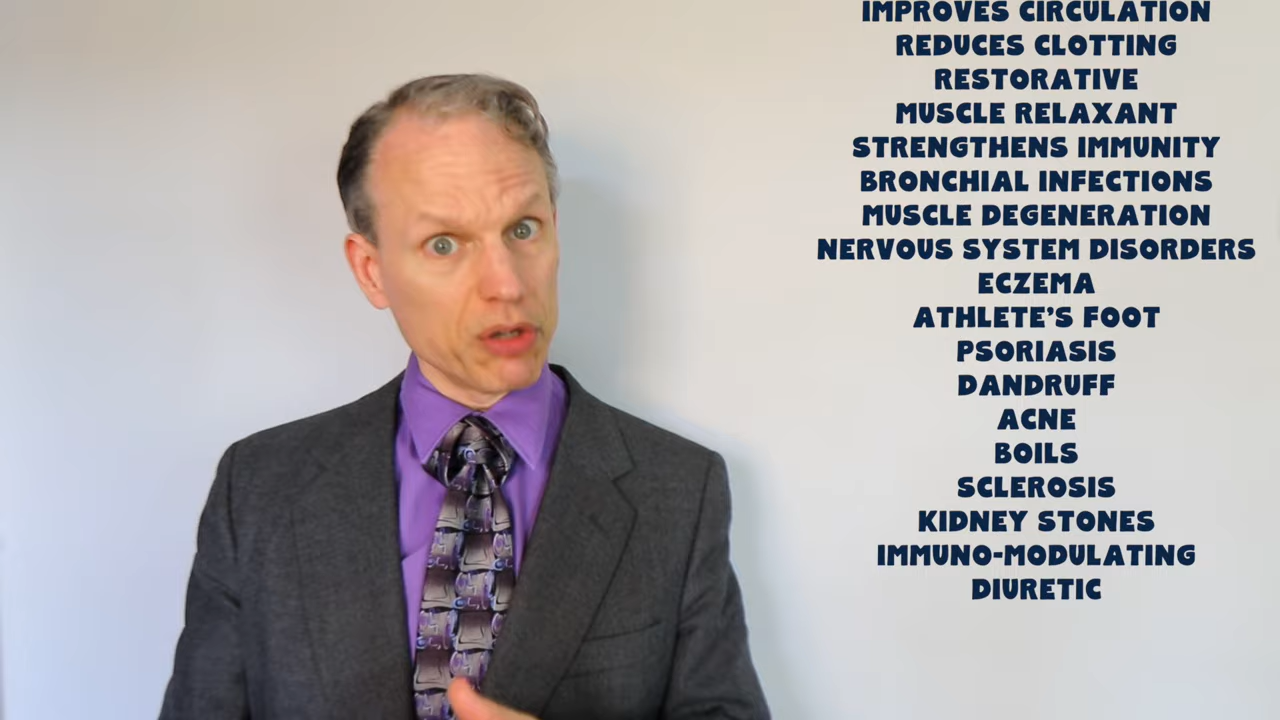 IMPROVES CIRCULATION
REDUCES CLOTTING
RESTORATIVE
MUSCLE RELAXANT
STRENGTHENS IMMUNITY
BRONCHIAL INFECTIONS
MUSCLE DEGENERATION
NERVOUS SYSTEM DISORDERS
ECZEMA
ATHLETE'S FOOT
PSORIASIS
DANDRUFF
ACNE
BOILS
SCLEROSIS
KIDNEY STONES
IMMUNO-MODULATING
DIURETIC